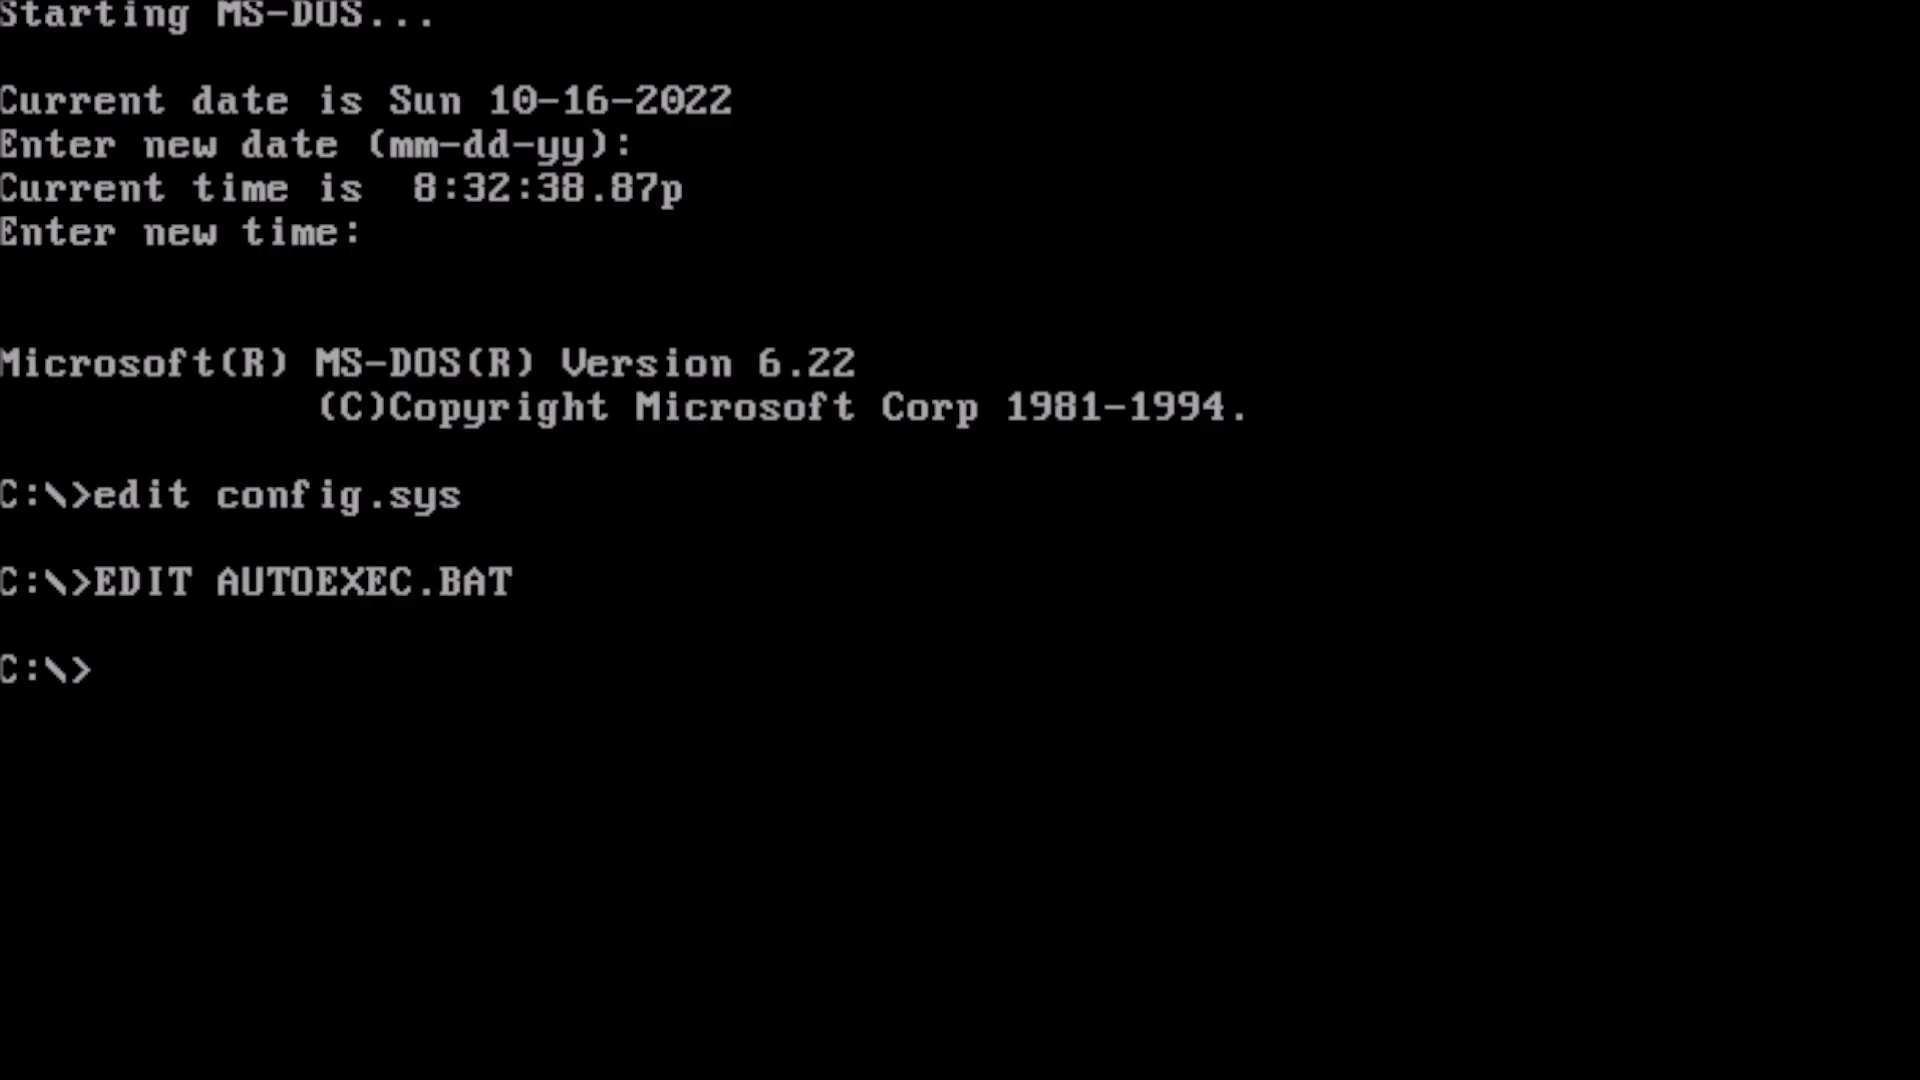 Starting MS-DOS...
Current date is Sun 10-16-2022
Enter new date (mm-dd-yy):
Current time is  8:32:38.87p
Enter new time:
Microsoft(R) MS-DOS(R) Version 6.22
(C)Copyright Microsoft Corp 1981-1994.
C:\>edit config.sys
C:\>EDIT AUTOEXEC.BAT
C:\>